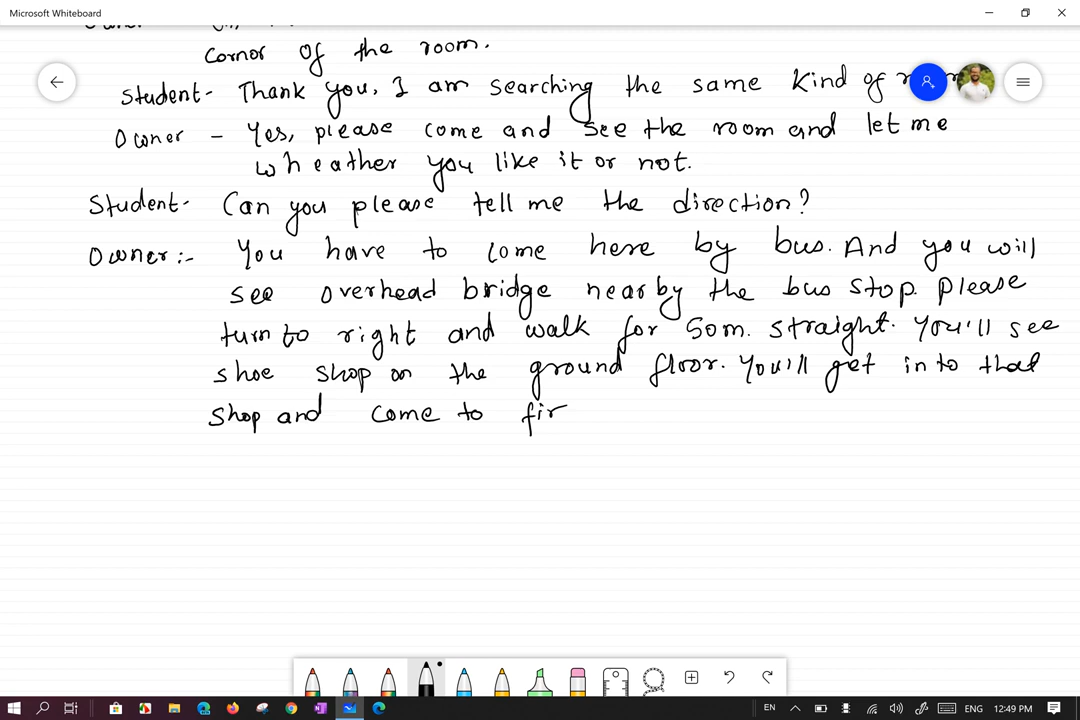 Microsoft Whiteboard
Cornor of the room.
Student- Thank you, I am searching the same kind of
Owner - Yes, please come and see the room and let me
wheather you like it or not.
Student- Can you please tell me the direction?
Owner:- You have to come here by bus. And you will
see overhead bridge nearby the bus stop. please
turn to right and walk for 50m. straight. You'll see
shoe shop on the ground floor. You'll get into that
shop and come to fir
EN ENG 12:49 PM